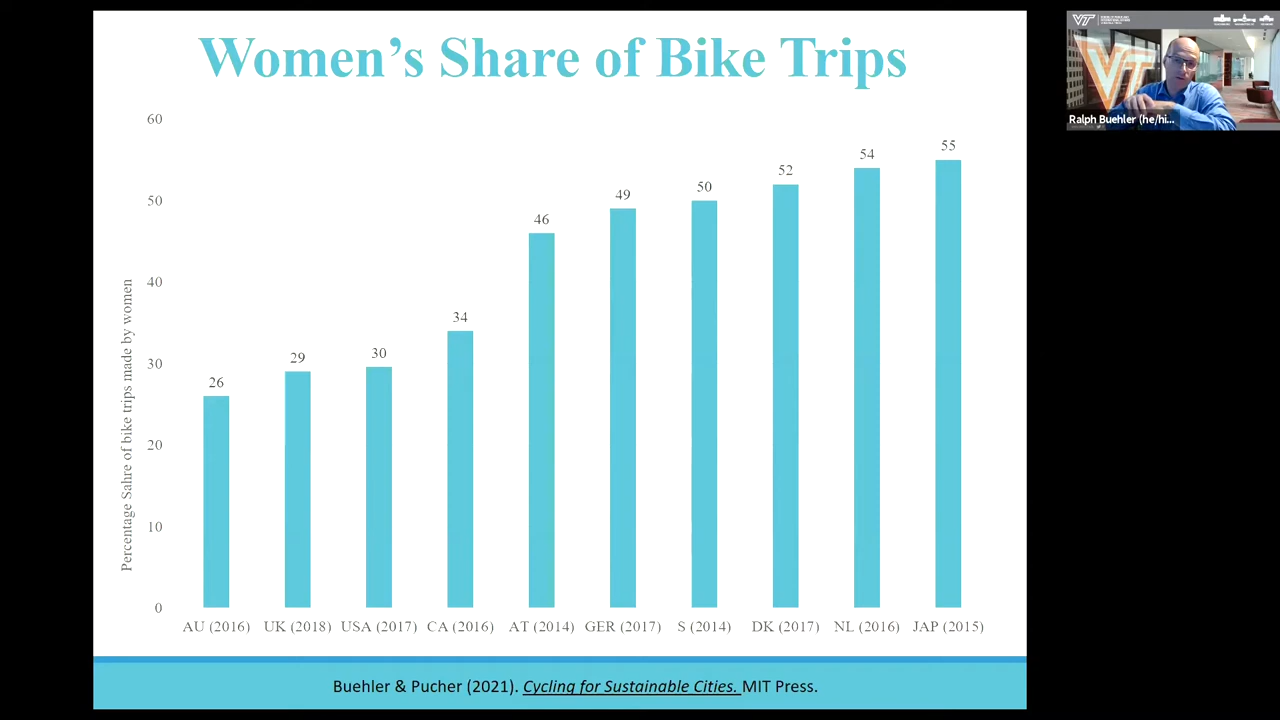 Women's Share of Bike Trips
60
50
40
30
20
10
0
Percentage Sahre of bike trips made by women
26
29
30
34
46
49
50
52
54
55
AU (2016) UK (2018) USA (2017) CA (2016) AT (2014) GER (2017) S (2014) DK (2017) NL (2016) JAP (2015)
Buehler & Pucher (2021). Cycling for Sustainable Cities. MIT Press.
VT
VT
Ralph Buehler (he/hi...